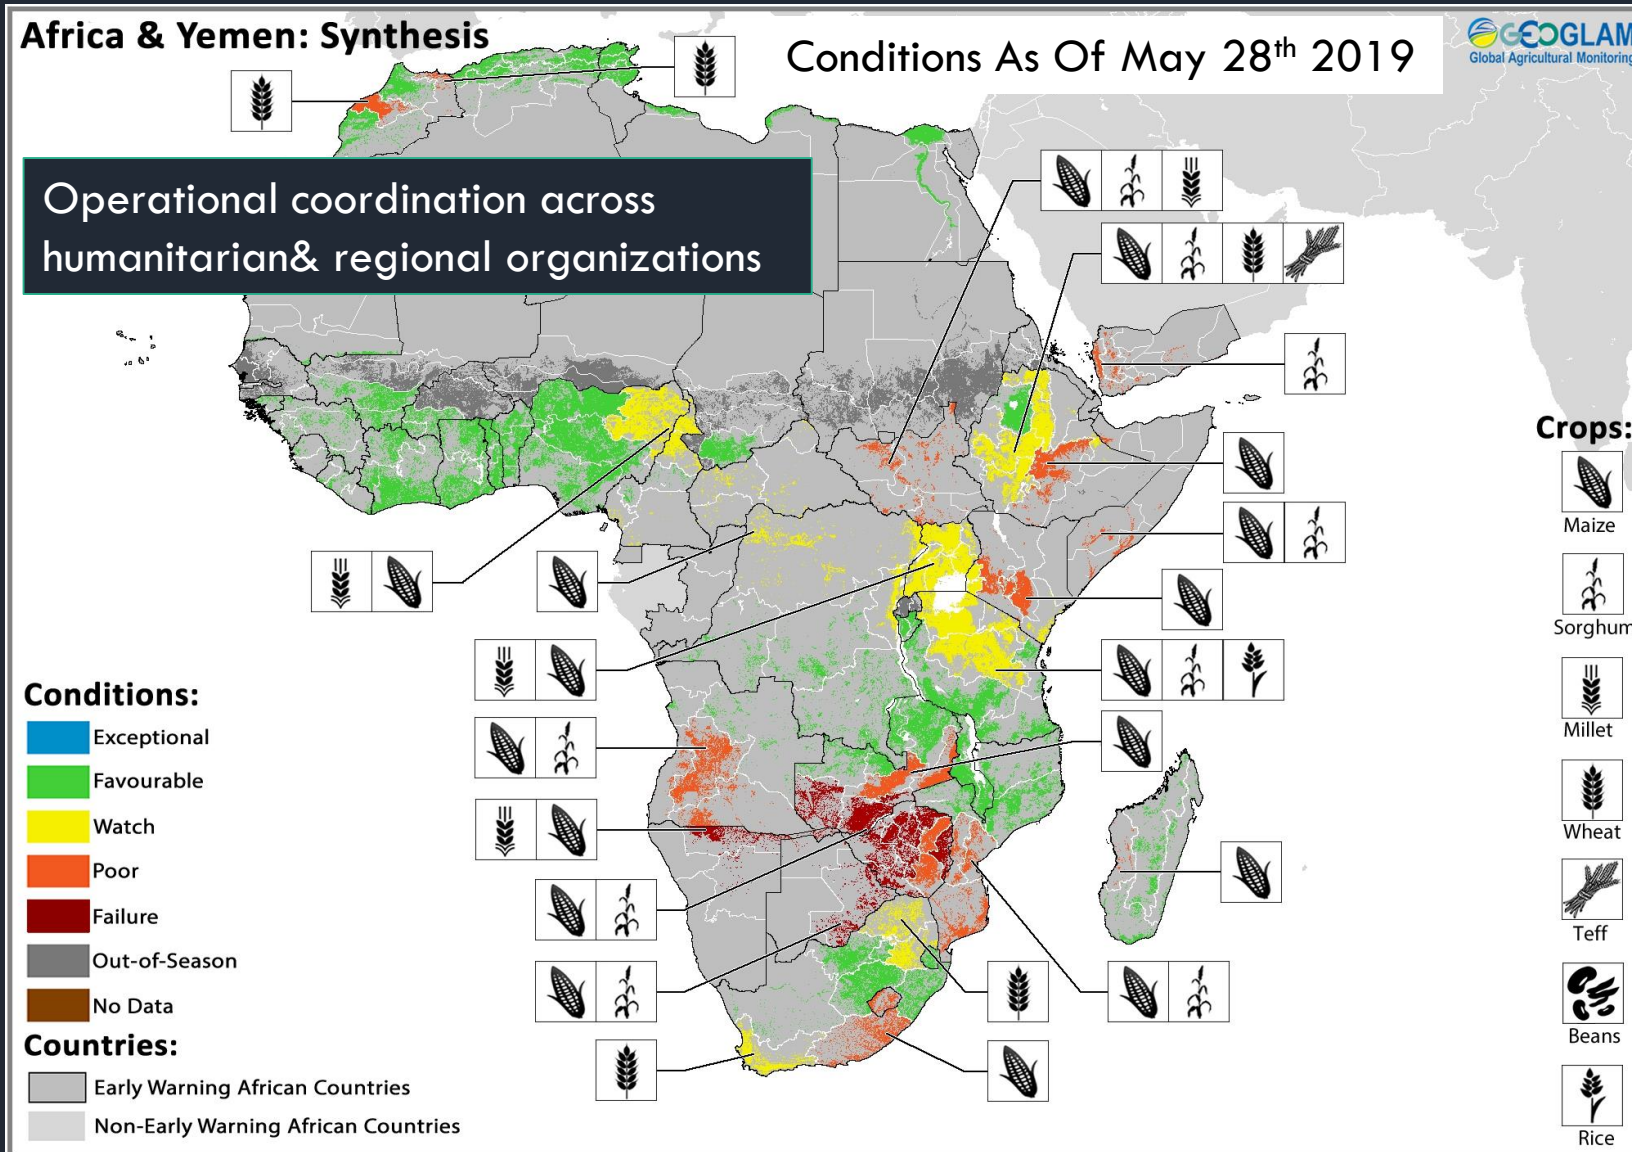 Africa & Yemen: Synthesis
Conditions As Of May 28th 2019
GEOGLAM
Global Agricultural Monitoring
Operational coordination across
humanitarian& regional organizations
Crops:
Maize
Sorghum
Millet
Wheat
Teff
Beans
Rice
Conditions:
Exceptional
Favourable
Watch
Poor
Failure
Out-of-Season
No Data
Countries:
Early Warning African Countries
Non-Early Warning African Countries